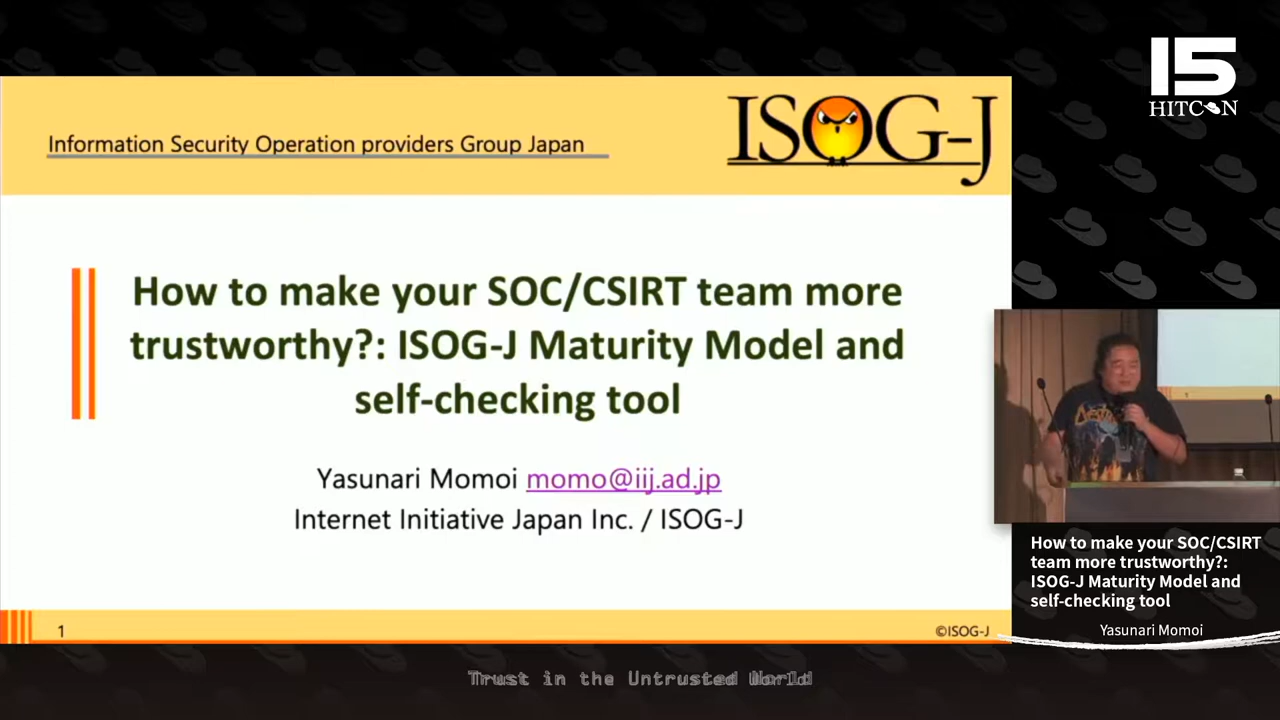 Information Security Operation providers Group Japan
ISOG-J
How to make your SOC/CSIRT team more
trustworthy?: ISOG-J Maturity Model and
self-checking tool
Yasunari Momoi momo@iij.ad.jp
Internet Initiative Japan Inc. / ISOG-J
1
©ISOG-J
15
HITCON
How to make your SOC/CSIRT
team more trustworthy?:
ISOG-J Maturity Model and
self-checking tool
Yasunari Momoi
Trust in the Untrusted World